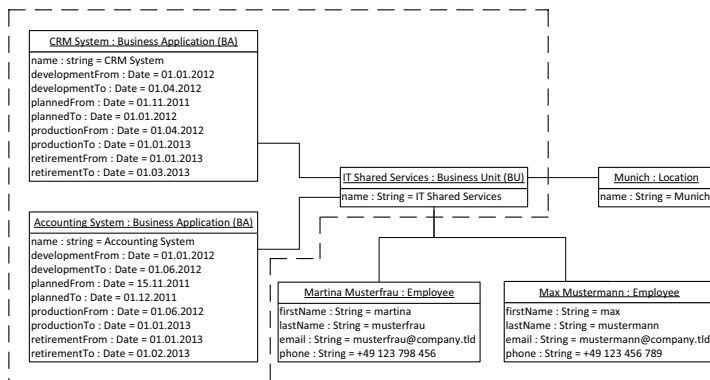 CRM System : Business Application (BA)
name : string = CRM System
developmentFrom : Date = 01.01.2012
developmentTo : Date = 01.04.2012
plannedFrom : Date = 01.11.2011
plannedTo : Date = 01.01.2012
productionFrom : Date = 01.04.2012
productionTo : Date = 01.01.2013
retirementFrom : Date = 01.01.2013
retirementTo : Date = 01.03.2013
IT Shared Services : Business Unit (BU)
name : String = IT Shared Services
Munich : Location
name : String = Munich
Accounting System : Business Application (BA)
name : string = Accounting System
developmentFrom : Date = 01.01.2012
developmentTo : Date = 01.06.2012
plannedFrom : Date = 15.11.2011
plannedTo : Date = 01.12.2011
productionFrom : Date = 01.06.2012
productionTo : Date = 01.01.2013
retirementFrom : Date = 01.01.2013
retirementTo : Date = 01.02.2013
Martina Musterfrau : Employee
firstName : String = martina
lastName : String = musterfrau
email : String = musterfrau@company.tld
phone : String = +49 123 798 456
Max Mustermann : Employee
firstName : String = max
lastName : String = mustermann
email : String = mustermann@company.tld
phone : String = +49 123 456 789